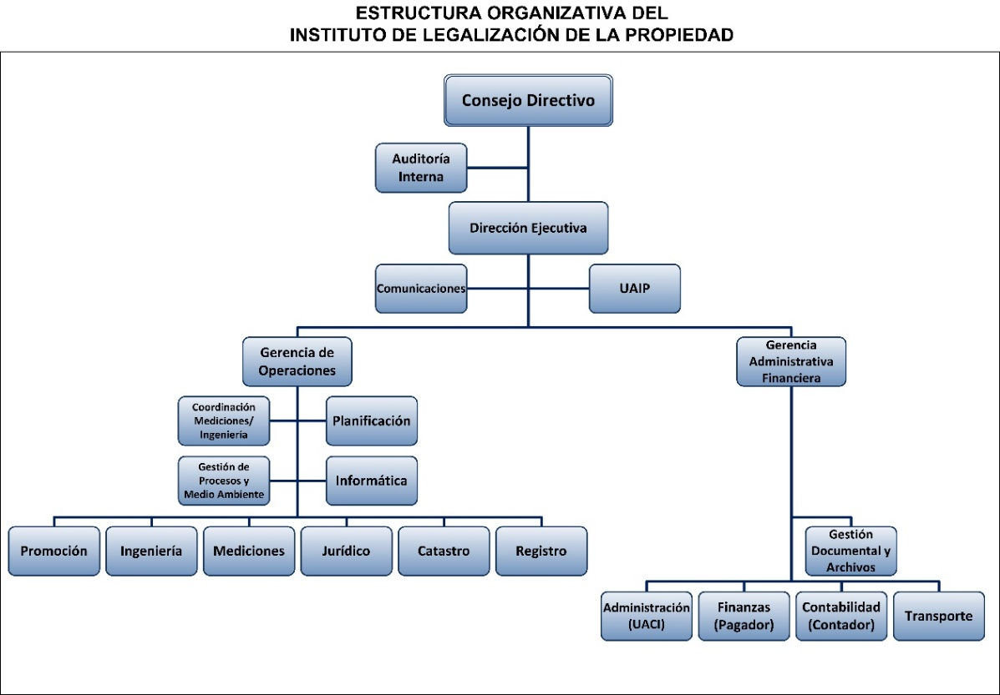 ESTRUCTURA ORGANIZATIVA DEL
INSTITUTO DE LEGALIZACIÓN DE LA PROPIEDAD
Consejo Directivo
Auditoría
Interna
Dirección Ejecutiva
Comunicaciones
UAIP
Gerencia de
Operaciones
Gerencia
Administrativa
Financiera
Coordinación
Mediciones/
Ingeniería
Planificación
Gestión de
Procesos y
Medio Ambiente
Informática
Promoción
Ingeniería
Mediciones
Jurídico
Catastro
Registro
Gestión
Documental y
Archivos
Administración
(UACI)
Finanzas
(Pagador)
Contabilidad
(Contador)
Transporte